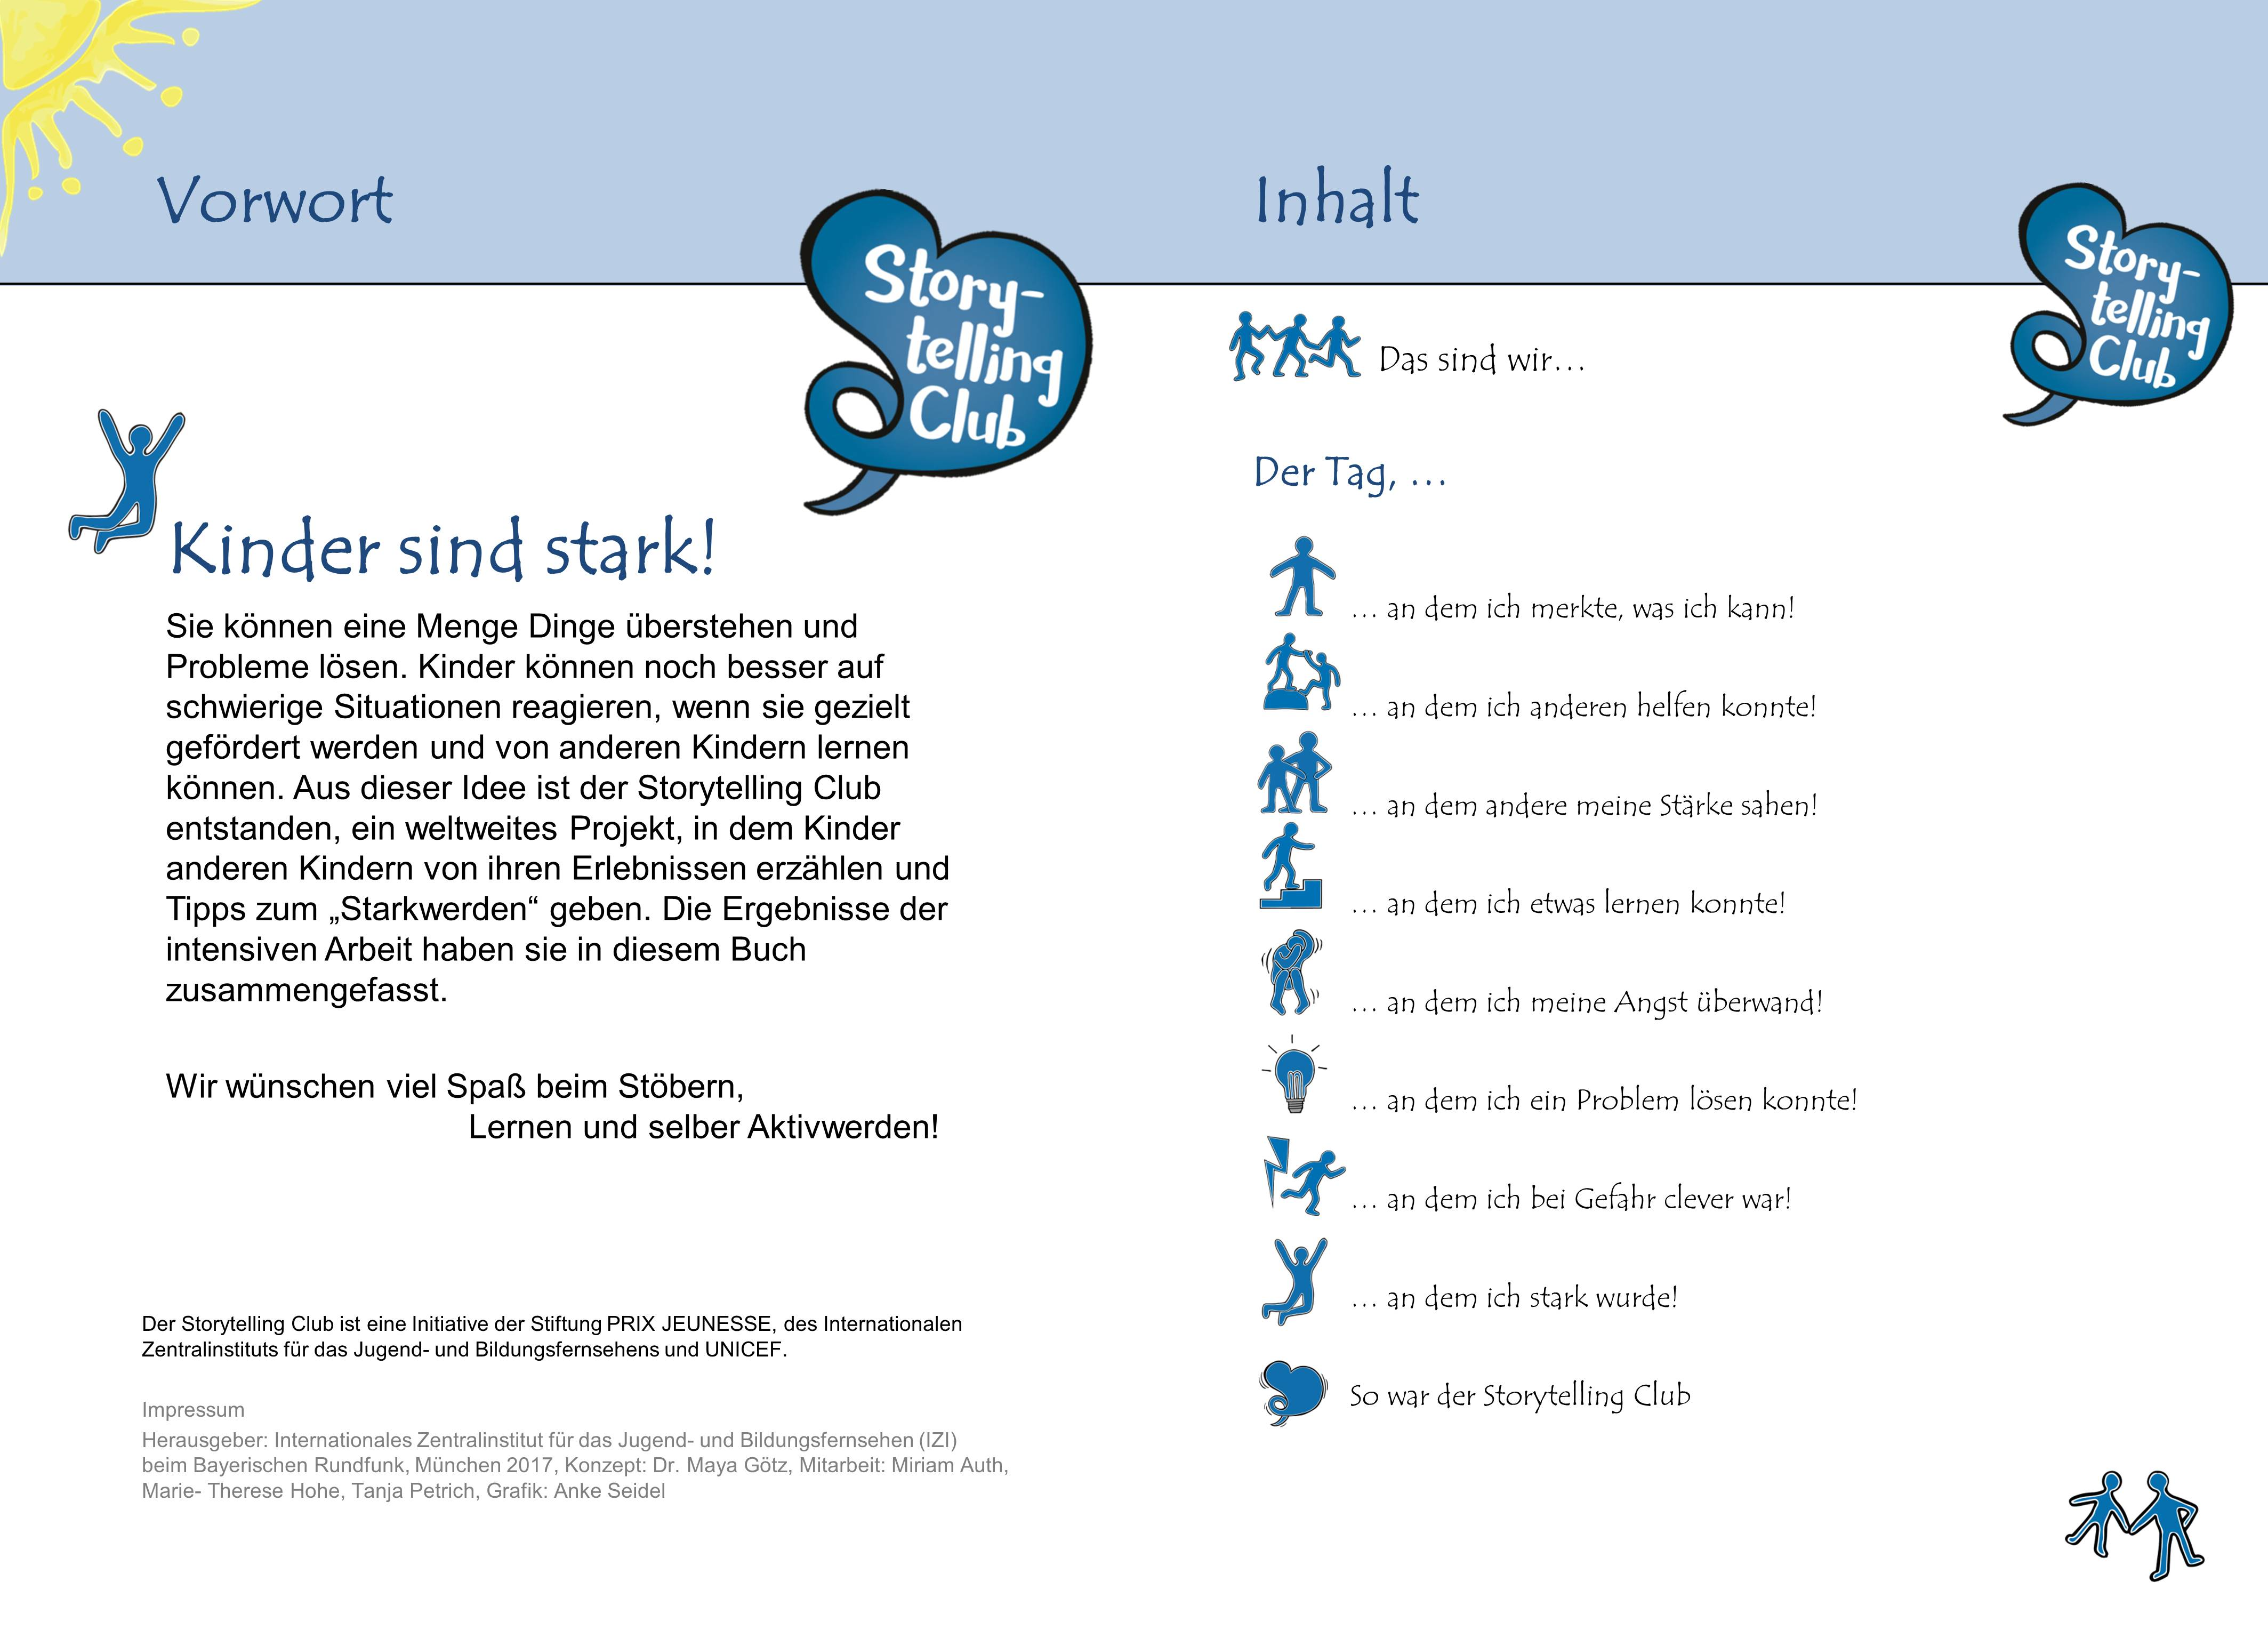 Vorwort
Story-
telling
Club
Kinder sind stark!
Sie können eine Menge Dinge überstehen und
Probleme lösen. Kinder können noch besser auf
schwierige Situationen reagieren, wenn sie gezielt
gefördert werden und von anderen Kindern lernen
können. Aus dieser Idee ist der Storytelling Club
entstanden, ein weltweites Projekt, in dem Kinder
anderen Kindern von ihren Erlebnissen erzählen und
Tipps zum „Starkwerden“ geben. Die Ergebnisse der
intensiven Arbeit haben sie in diesem Buch
zusammengefasst.
Wir wünschen viel Spaß beim Stöbern,
Lernen und selber Aktivwerden!
Der Storytelling Club ist eine Initiative der Stiftung PRIX JEUNESSE, des Internationalen
Zentralinstituts für das Jugend- und Bildungsfernsehens und UNICEF.
Impressum
Herausgeber: Internationales Zentralinstitut für das Jugend- und Bildungsfernsehen (IZI)
beim Bayerischen Rundfunk, München 2017, Konzept: Dr. Maya Götz, Mitarbeit: Miriam Auth,
Marie- Therese Hohe, Tanja Petrich, Grafik: Anke Seidel
Inhalt
Story-
telling
Club
Das sind wir...
Der Tag, ...
... an dem ich merkte, was ich kann!
... an dem ich anderen helfen konnte!
... an dem andere meine Stärke sahen!
... an dem ich etwas lernen konnte!
... an dem ich meine Angst überwand!
... an dem ich ein Problem lösen konnte!
... an dem ich bei Gefahr clever war!
... an dem ich stark wurde!
So war der Storytelling Club